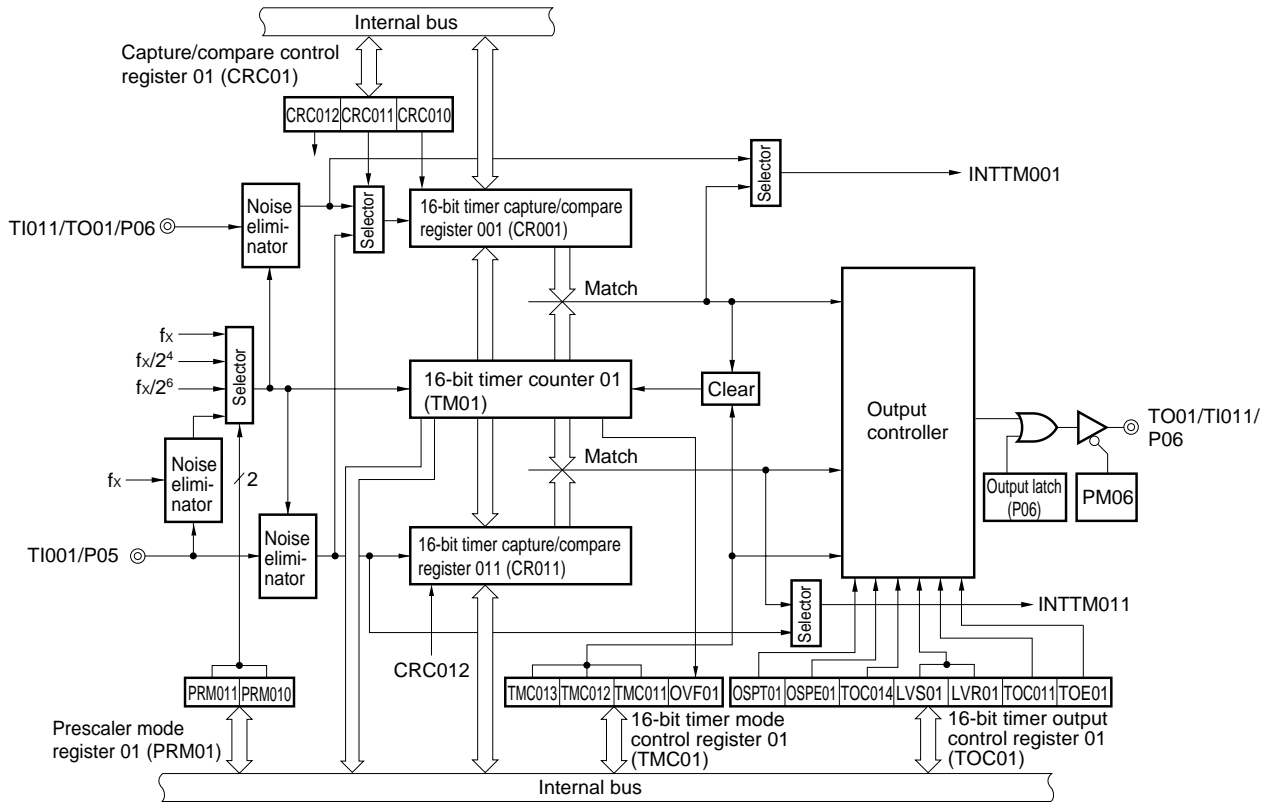 Internal bus
Capture/compare control
register 01 (CRC01)
CRC012 CRC011 CRC010
Selector
INTTM001
TI011/TO01/P06
Noise
elimi-
nator
Selector
16-bit timer capture/compare
register 001 (CR001)
Match
fX
fX/2⁴
fX/2⁶
Selector
16-bit timer counter 01
(TM01)
Clear
Output
controller
TO01/TI011/
P06
Output latch
(P06)
PM06
fX
Noise
elimi-
nator
2
Match
TI001/P05
Noise
elimi-
nator
16-bit timer capture/compare
register 011 (CR011)
Selector
INTTM011
CRC012
PRM011 PRM010
TMC013 TMC012 TMC011 OVF01
OSPT01 OSPE01 TOC014 LVS01 LVR01 TOC011 TOE01
Prescaler mode
register 01 (PRM01)
16-bit timer mode
control register 01
(TMC01)
16-bit timer output
control register 01
(TOC01)
Internal bus